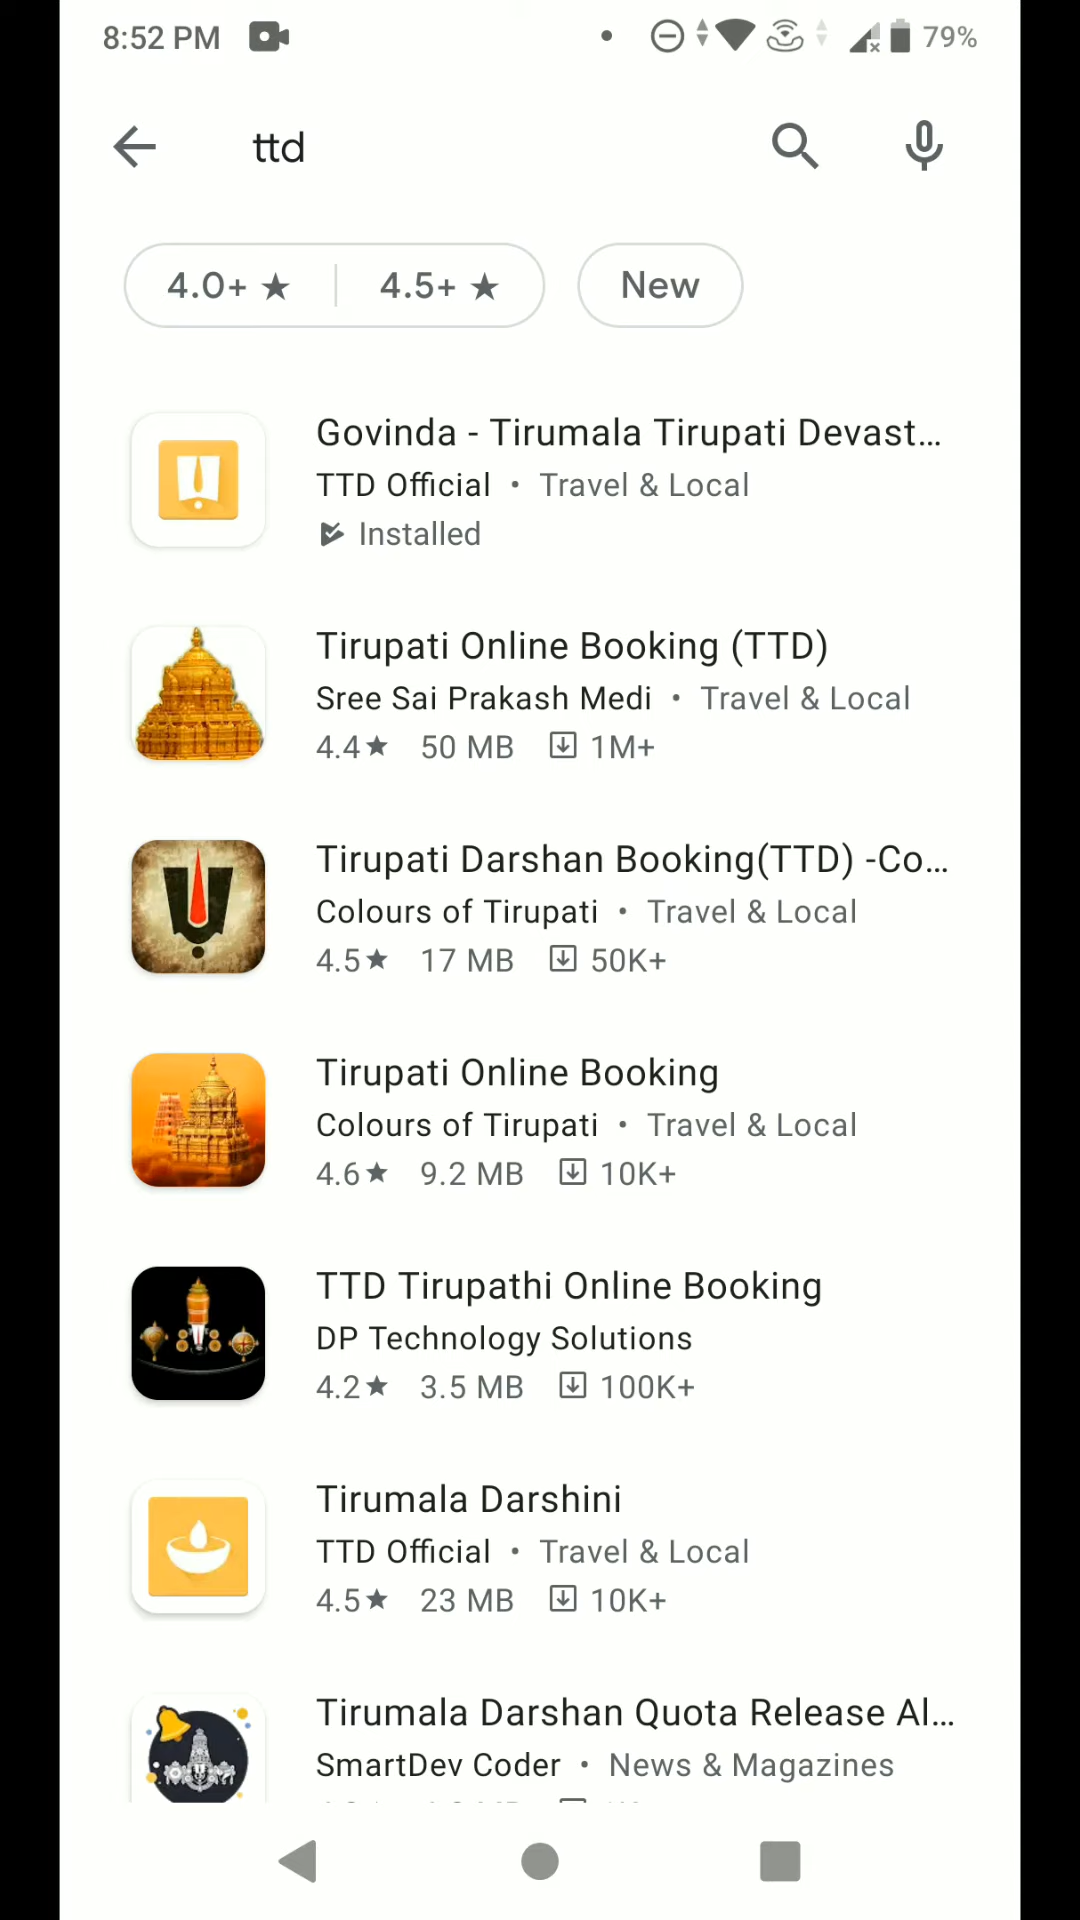 8:52 PM 79%
ttd
4.0+ ★ 4.5+ ★ New
Govinda - Tirumala Tirupati Devast...
TTD Official • Travel & Local
Installed
Tirupati Online Booking (TTD)
Sree Sai Prakash Medi • Travel & Local
4.4★ 50 MB 1M+
Tirupati Darshan Booking(TTD) -Co...
Colours of Tirupati • Travel & Local
4.5★ 17 MB 50K+
Tirupati Online Booking
Colours of Tirupati • Travel & Local
4.6★ 9.2 MB 10K+
TTD Tirupathi Online Booking
DP Technology Solutions
4.2★ 3.5 MB 100K+
Tirumala Darshini
TTD Official • Travel & Local
4.5★ 23 MB 10K+
Tirumala Darshan Quota Release Al...
SmartDev Coder • News & Magazines